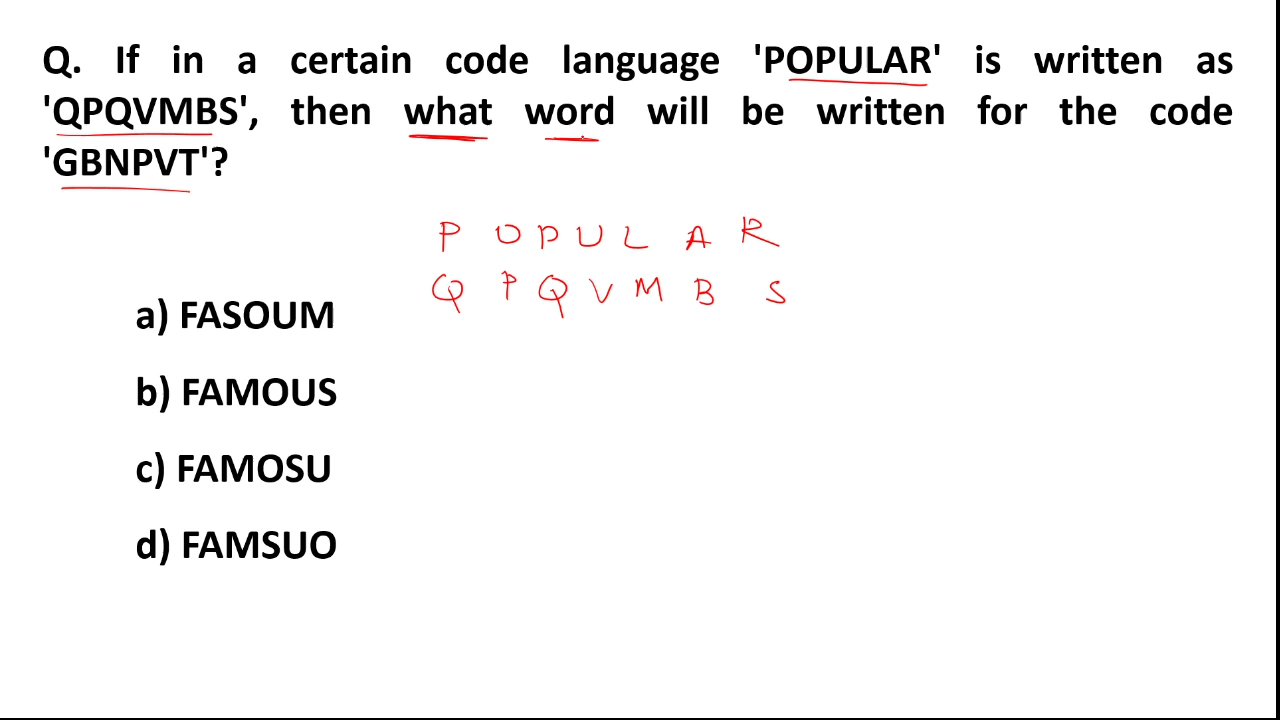 Q. If in a certain code language 'POPULAR' is written as
'QPQVMBS', then what word will be written for the code
'GBNPVT'?
P O P U L A R
Q P Q V M B S
a) FASOUM
b) FAMOUS
c) FAMOSU
d) FAMSUO